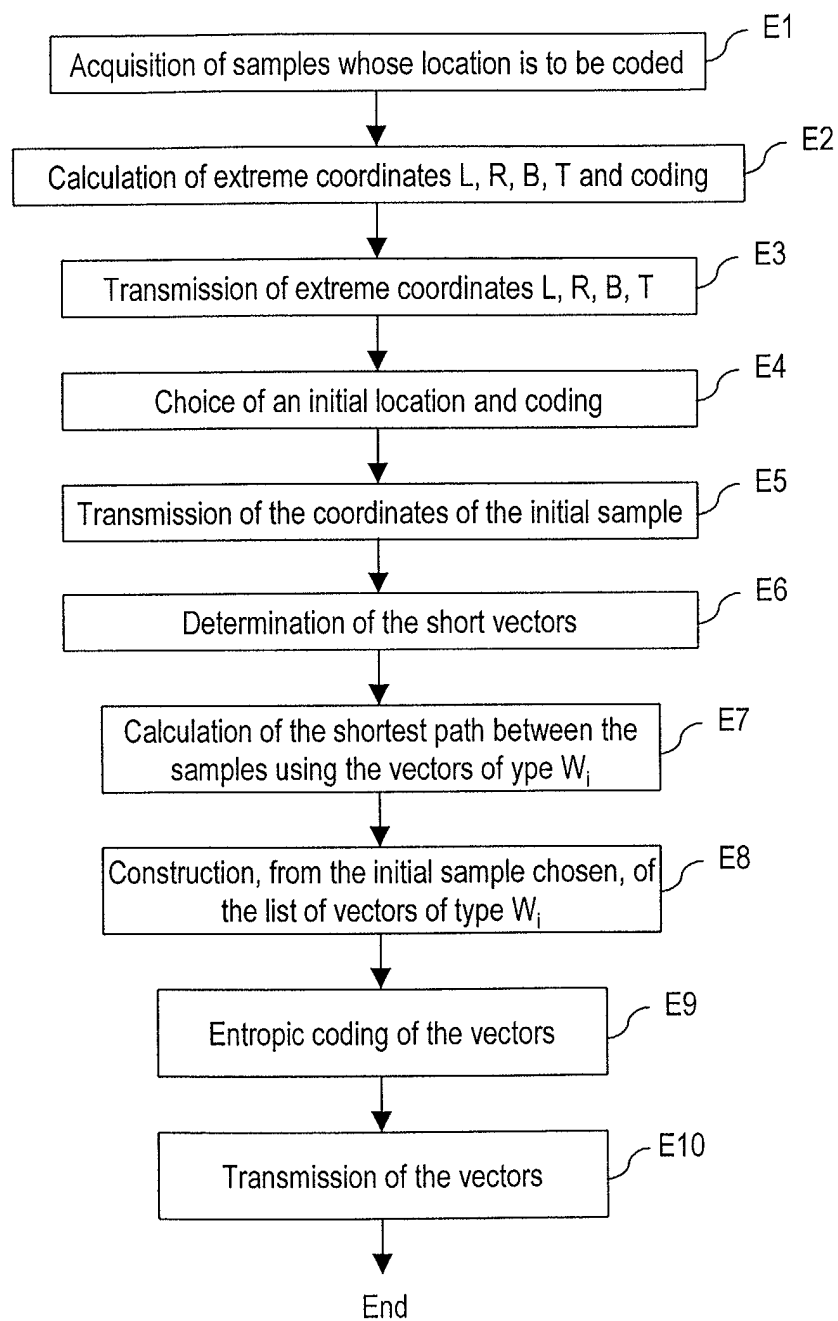 E1
Acquisition of samples whose location is to be coded
E2
Calculation of extreme coordinates L, R, B, T and coding
E3
Transmission of extreme coordinates L, R, B, T
E4
Choice of an initial location and coding
E5
Transmission of the coordinates of the initial sample
E6
Determination of the short vectors
E7
Calculation of the shortest path between the
samples using the vectors of ype Wi
E8
Construction, from the initial sample chosen, of
the list of vectors of type Wi
E9
Entropic coding of the vectors
E10
Transmission of the vectors
End